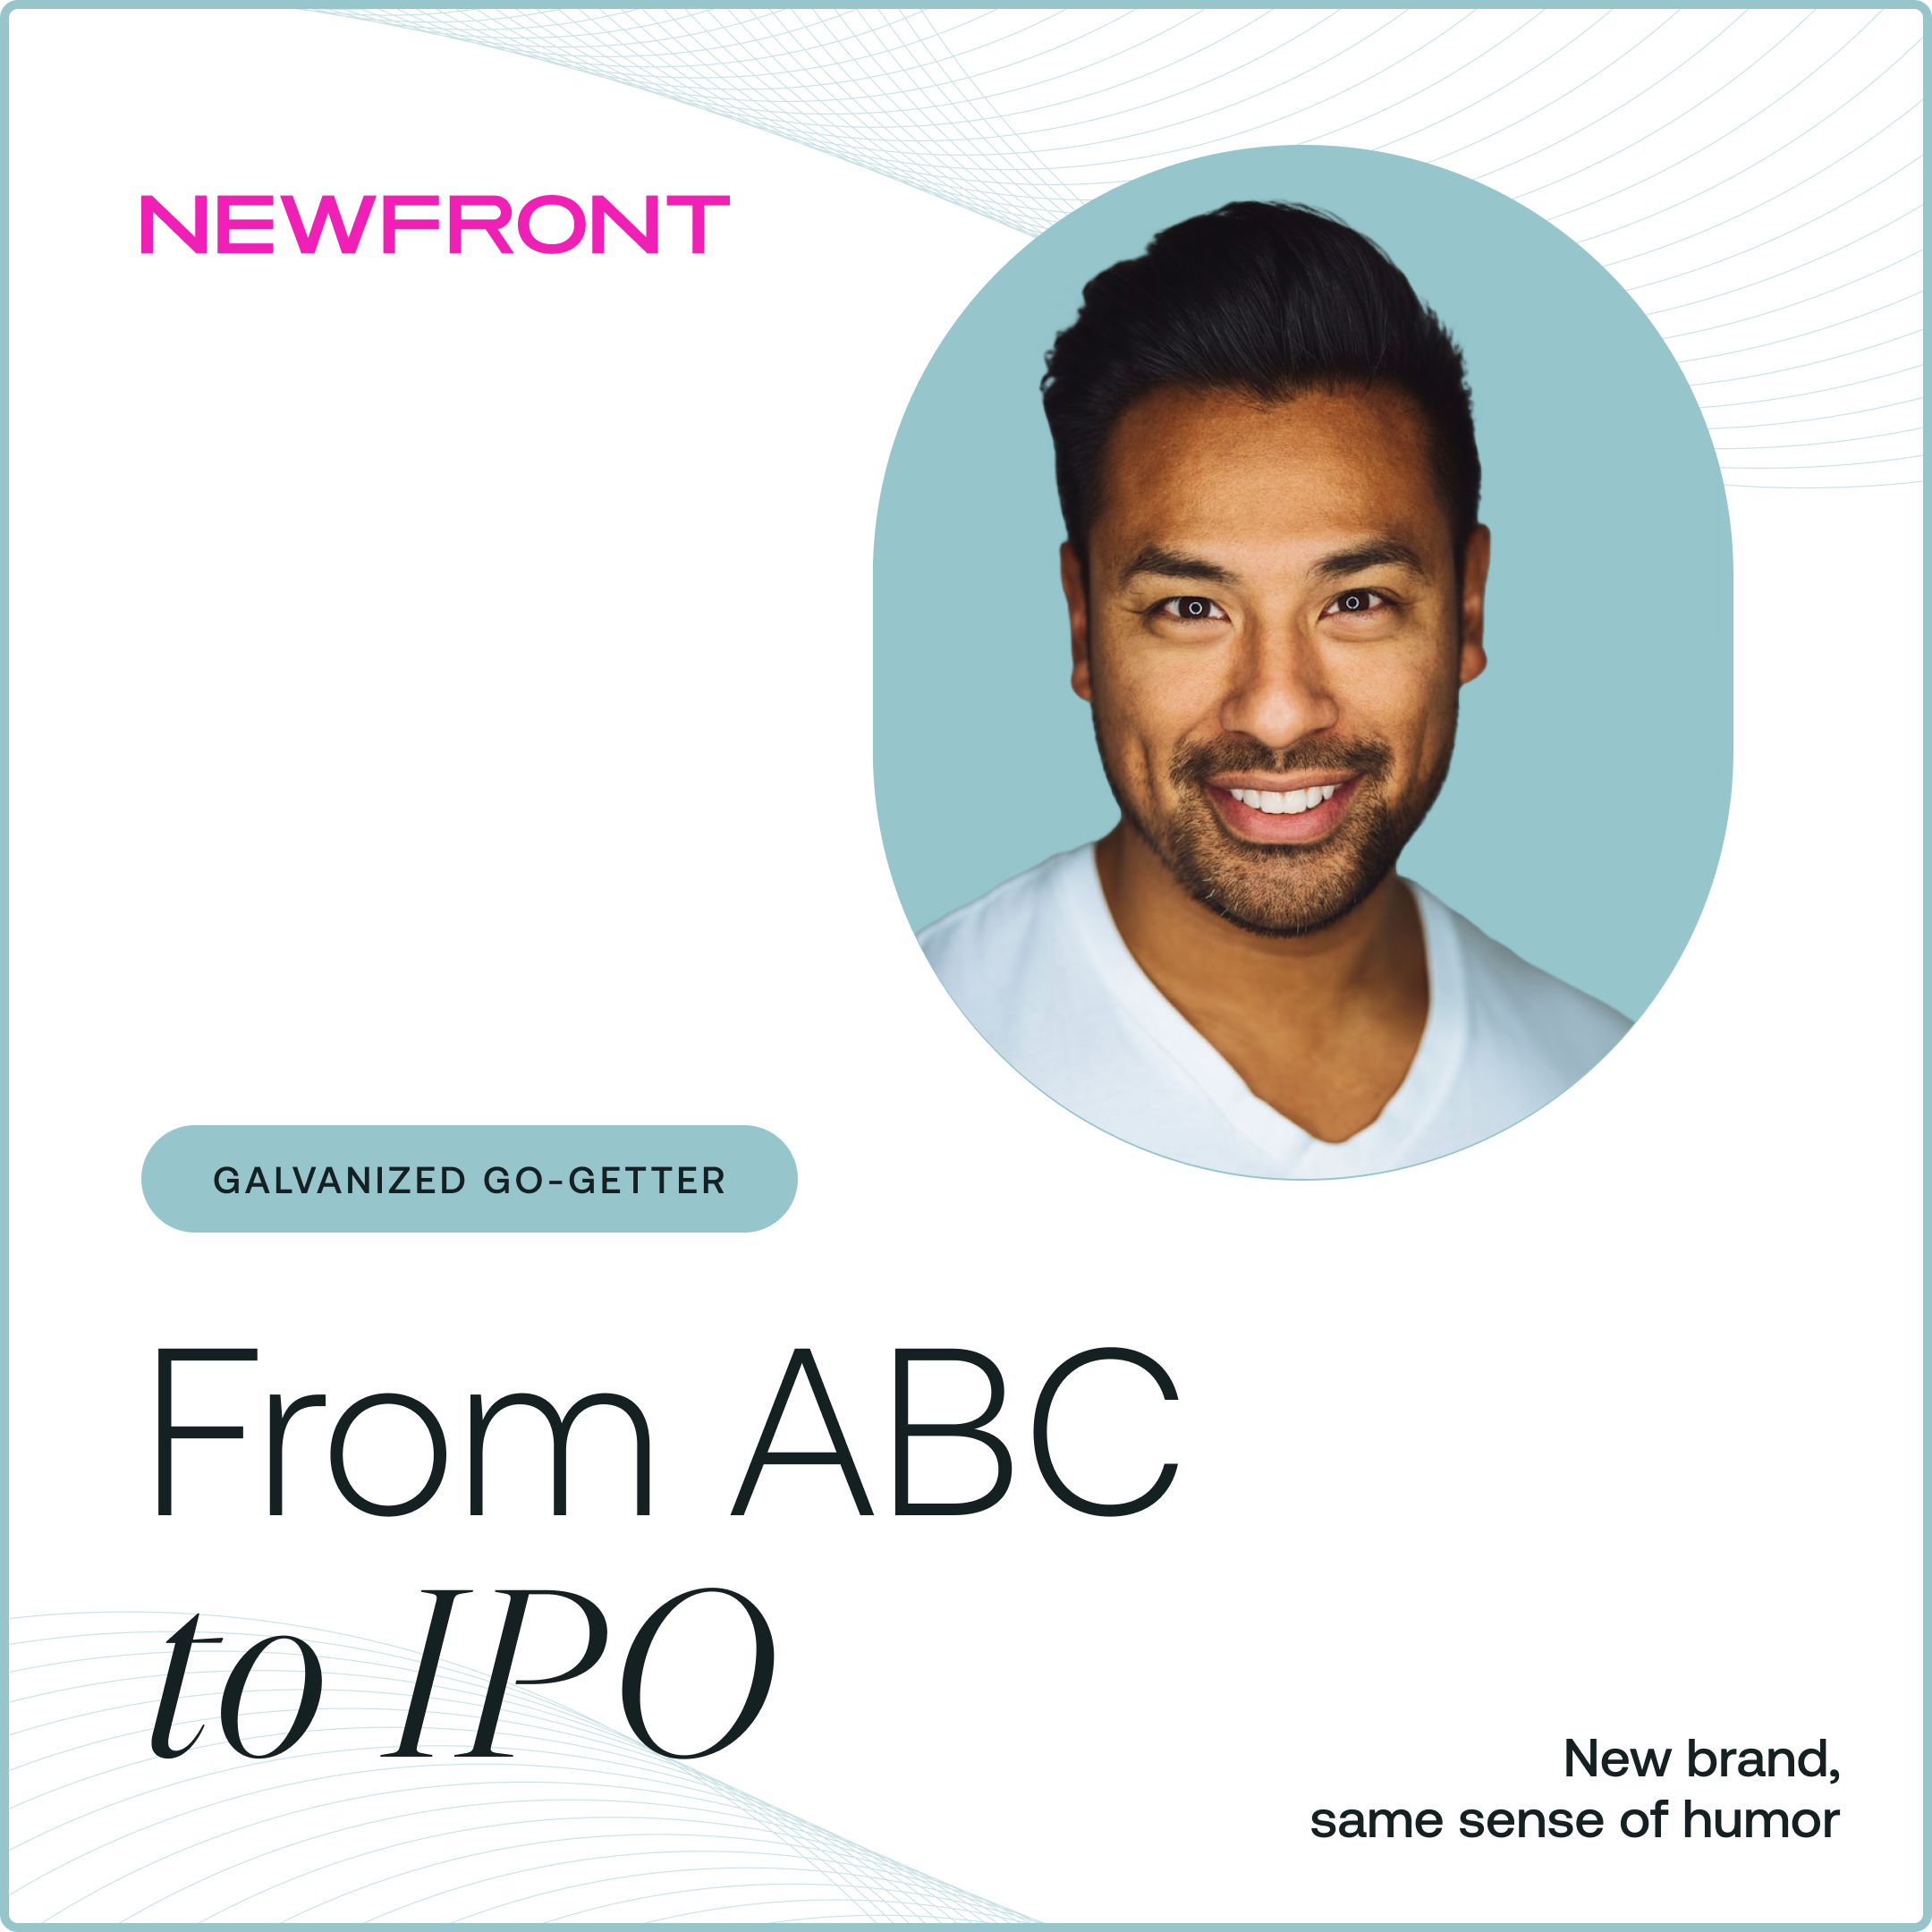 NEWFRONT
GALVANIZED GO-GETTER
From ABC
to IPO
New brand,
same sense of humor